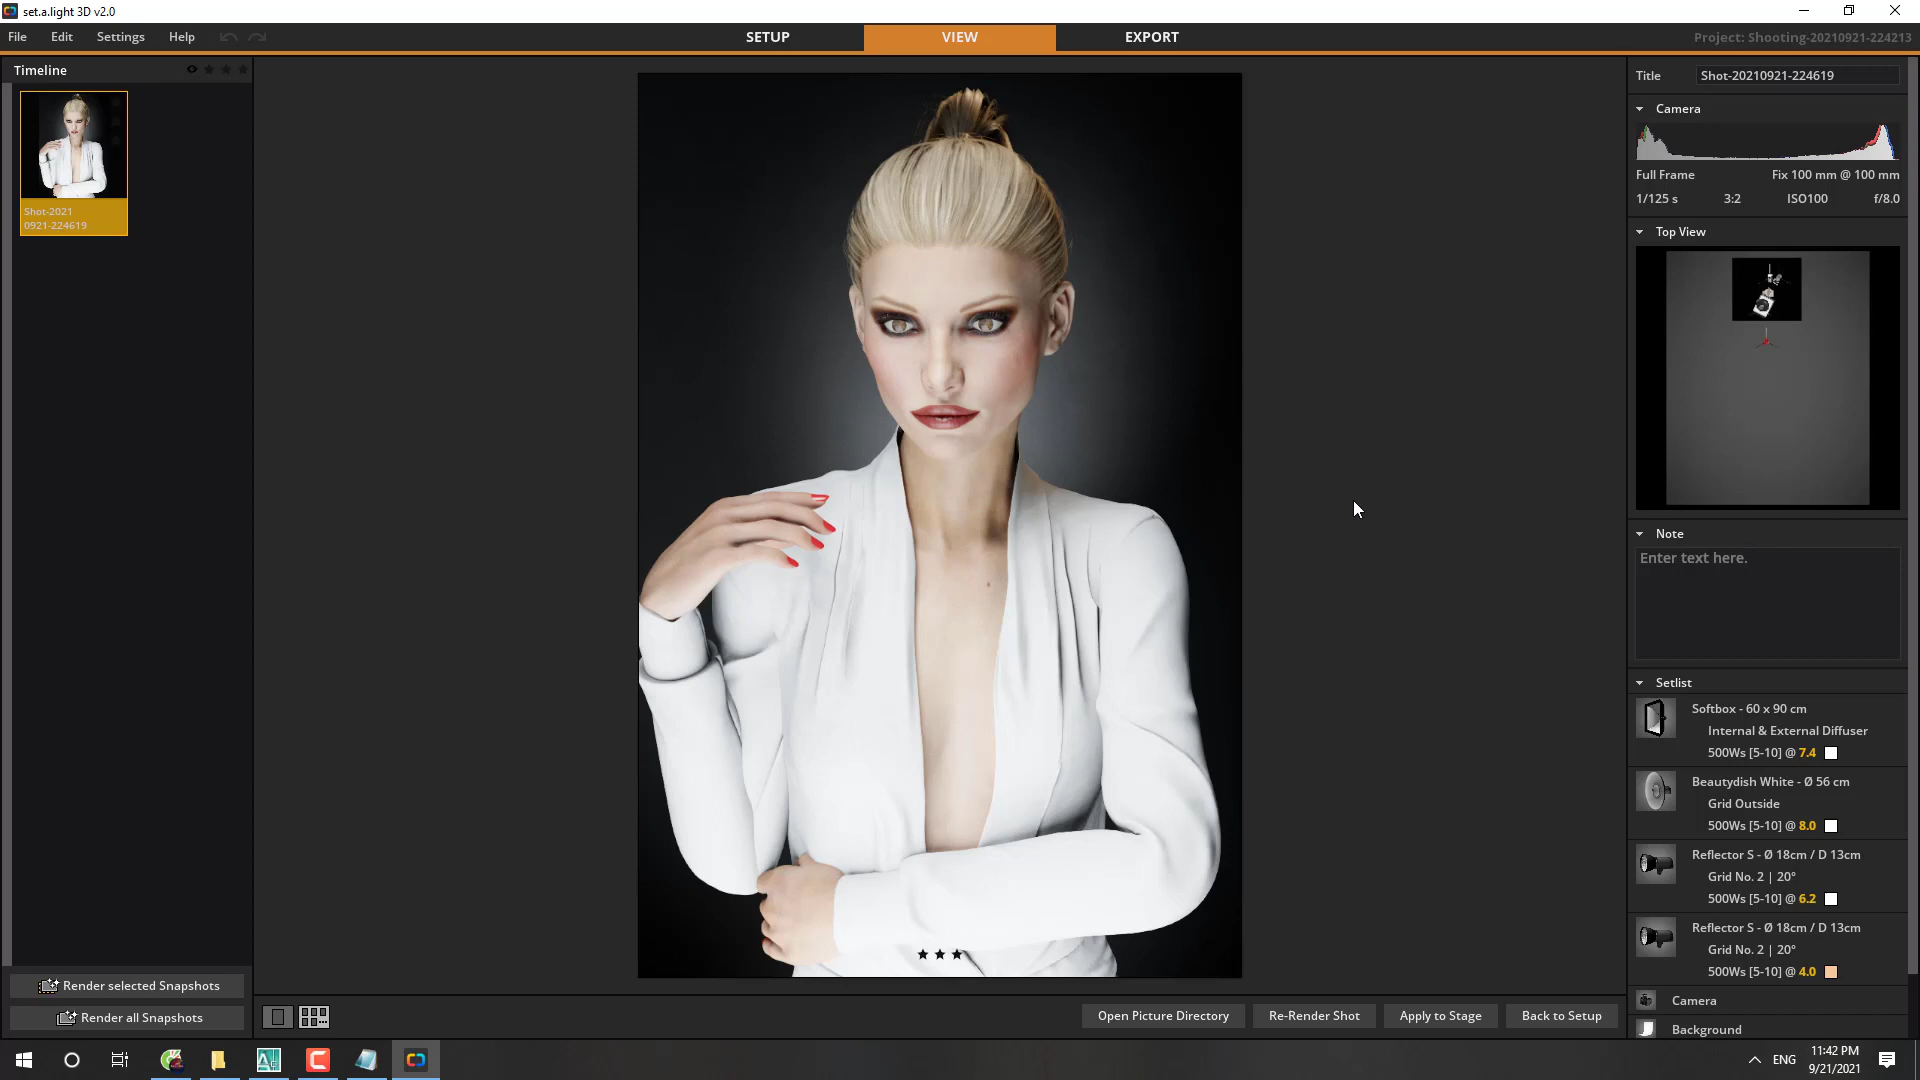 set.a.light 3D v2.0
File Edit Settings Help
SETUP VIEW EXPORT
Project: Shooting-20210921-224213
Timeline
Shot-2021
0921-224619
Render selected Snapshots
Render all Snapshots
Open Picture Directory Re-Render Shot Apply to Stage Back to Setup
Title Shot-20210921-224619
Camera
Full Frame Fix 100 mm @ 100 mm
1/125 s 3:2 ISO100 f/8.0
Top View
Note
Enter text here.
Setlist
Softbox - 60 x 90 cm
Internal & External Diffuser
500Ws [5-10] @ 7.4
Beautydish White - Ø 56 cm
Grid Outside
500Ws [5-10] @ 8.0
Reflector S - Ø 18cm / D 13cm
Grid No. 2 | 20°
500Ws [5-10] @ 6.2
Reflector S - Ø 18cm / D 13cm
Grid No. 2 | 20°
500Ws [5-10] @ 4.0
Camera
Background
ENG
11:42 PM
9/21/2021